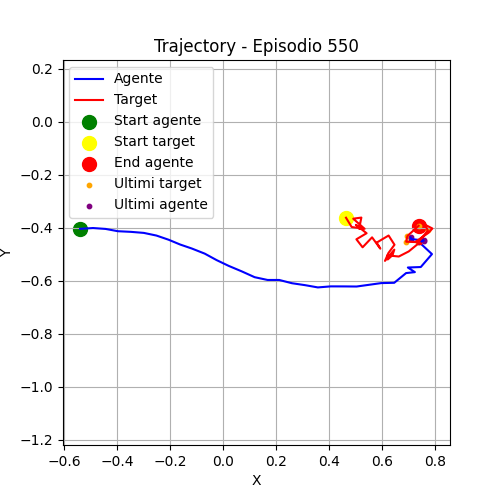 Trajectory - Episodio 550
Agente
Target
Start agente
Start target
End agente
Ultimi target
Ultimi agente
0.2
0.0
−0.2
−0.4
−0.6
−0.8
−1.0
−1.2
Y
−0.6 −0.4 −0.2 0.0 0.2 0.4 0.6 0.8
X